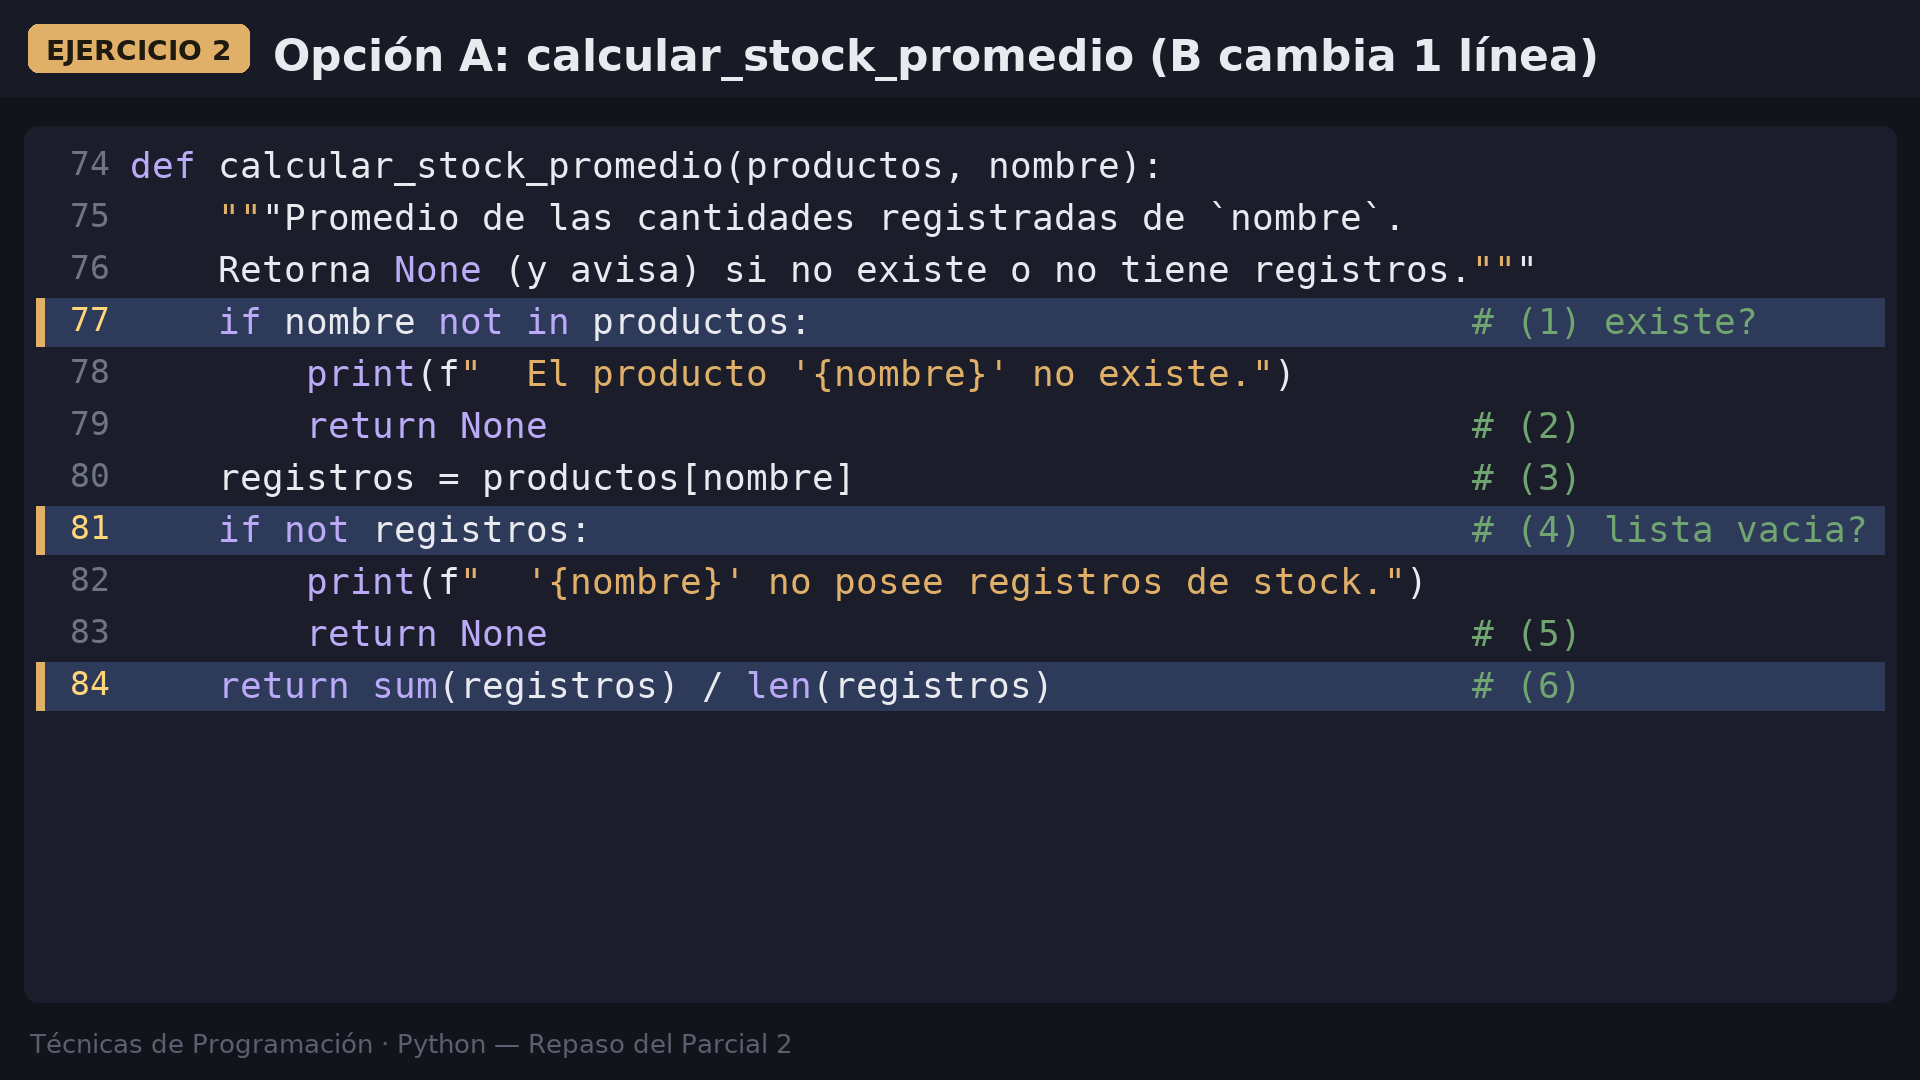 EJERCICIO 2 Opción A: calcular_stock_promedio (B cambia 1 línea)
74 def calcular_stock_promedio(productos, nombre):
75     """Promedio de las cantidades registradas de `nombre`.
76     Retorna None (y avisa) si no existe o no tiene registros."""
77     if nombre not in productos:                              # (1) existe?
78         print(f"  El producto '{nombre}' no existe.")
79         return None                                          # (2)
80     registros = productos[nombre]                            # (3)
81     if not registros:                                        # (4) lista vacia?
82         print(f"  '{nombre}' no posee registros de stock.")
83         return None                                          # (5)
84     return sum(registros) / len(registros)                   # (6)
Técnicas de Programación · Python — Repaso del Parcial 2